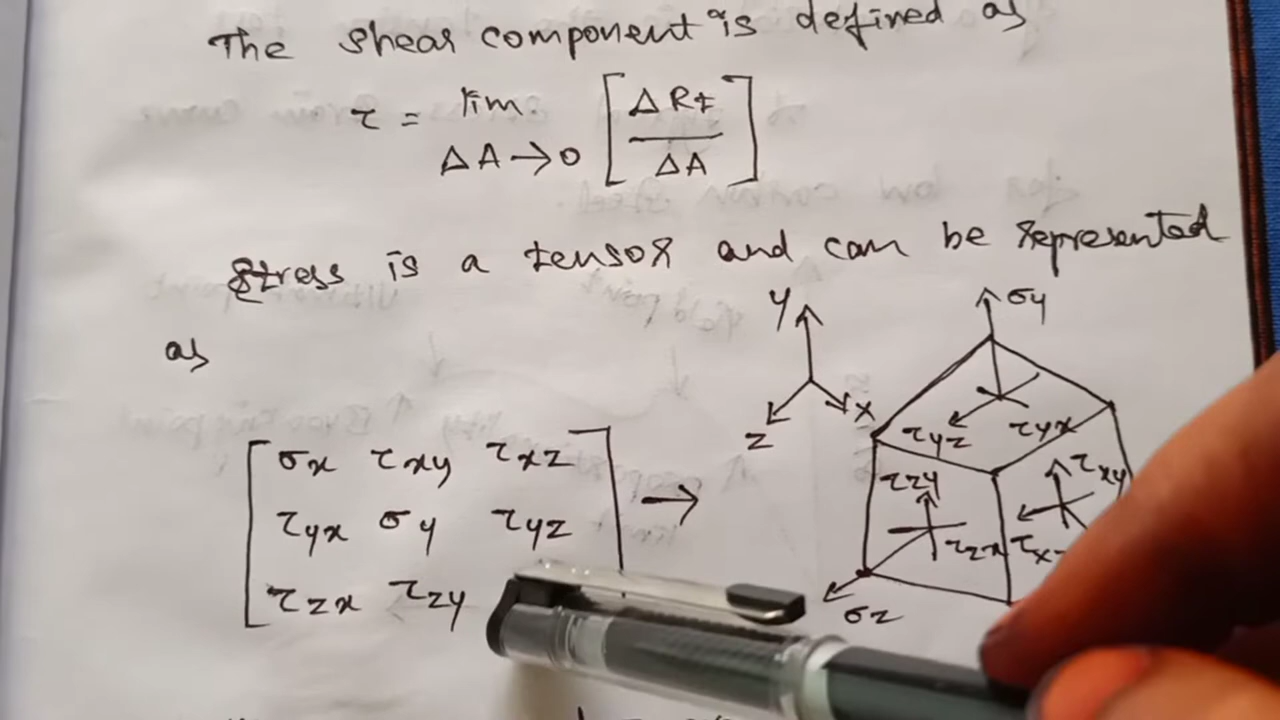 The shear component is defined as
τ = lim ΔA→0 [ΔRt / ΔA]
Stress is a tensor and can be represented
as
[σx τxy τxz
τyx σy τyz
τzx τzy
→
y
x
z
σy
τyz τyx
τzy τxy
τzx
σz